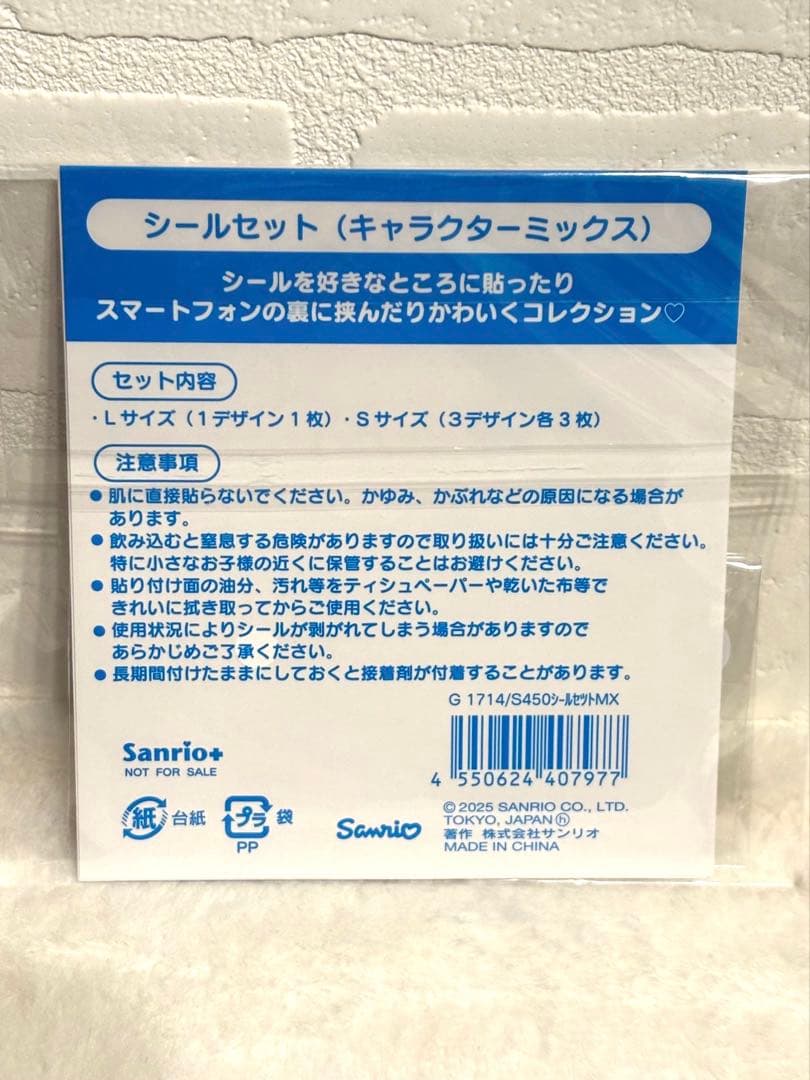 シールセット（キャラクターミックス）
シールを好きなところに貼ったり
スマートフォンの裏に挟んだりかわいくコレクション♡
セット内容
・Lサイズ（1デザイン1枚）・Sサイズ（3デザイン各3枚）
注意事項
● 肌に直接貼らないでください。かゆみ、かぶれなどの原因になる場合が
あります。
● 飲み込むと窒息する危険がありますので取り扱いには十分ご注意ください。
特に小さなお子様の近くに保管することはお避けください。
● 貼り付け面の油分、汚れ等をティシュペーパーや乾いた布等で
きれいに拭き取ってからご使用ください。
● 使用状況によりシールが剥がれてしまう場合がありますので
あらかじめご了承ください。
● 長期間付けたままにしておくと接着剤が付着することがあります。
G 1714/S450ｼｰﾙｾｯﾄMX
4 550624 407977
Sanrio+
NOT FOR SALE
紙 台紙
プラ 袋
PP
Sanrio
© 2025 SANRIO CO., LTD.
TOKYO, JAPAN ⓗ
著作 株式会社サンリオ
MADE IN CHINA